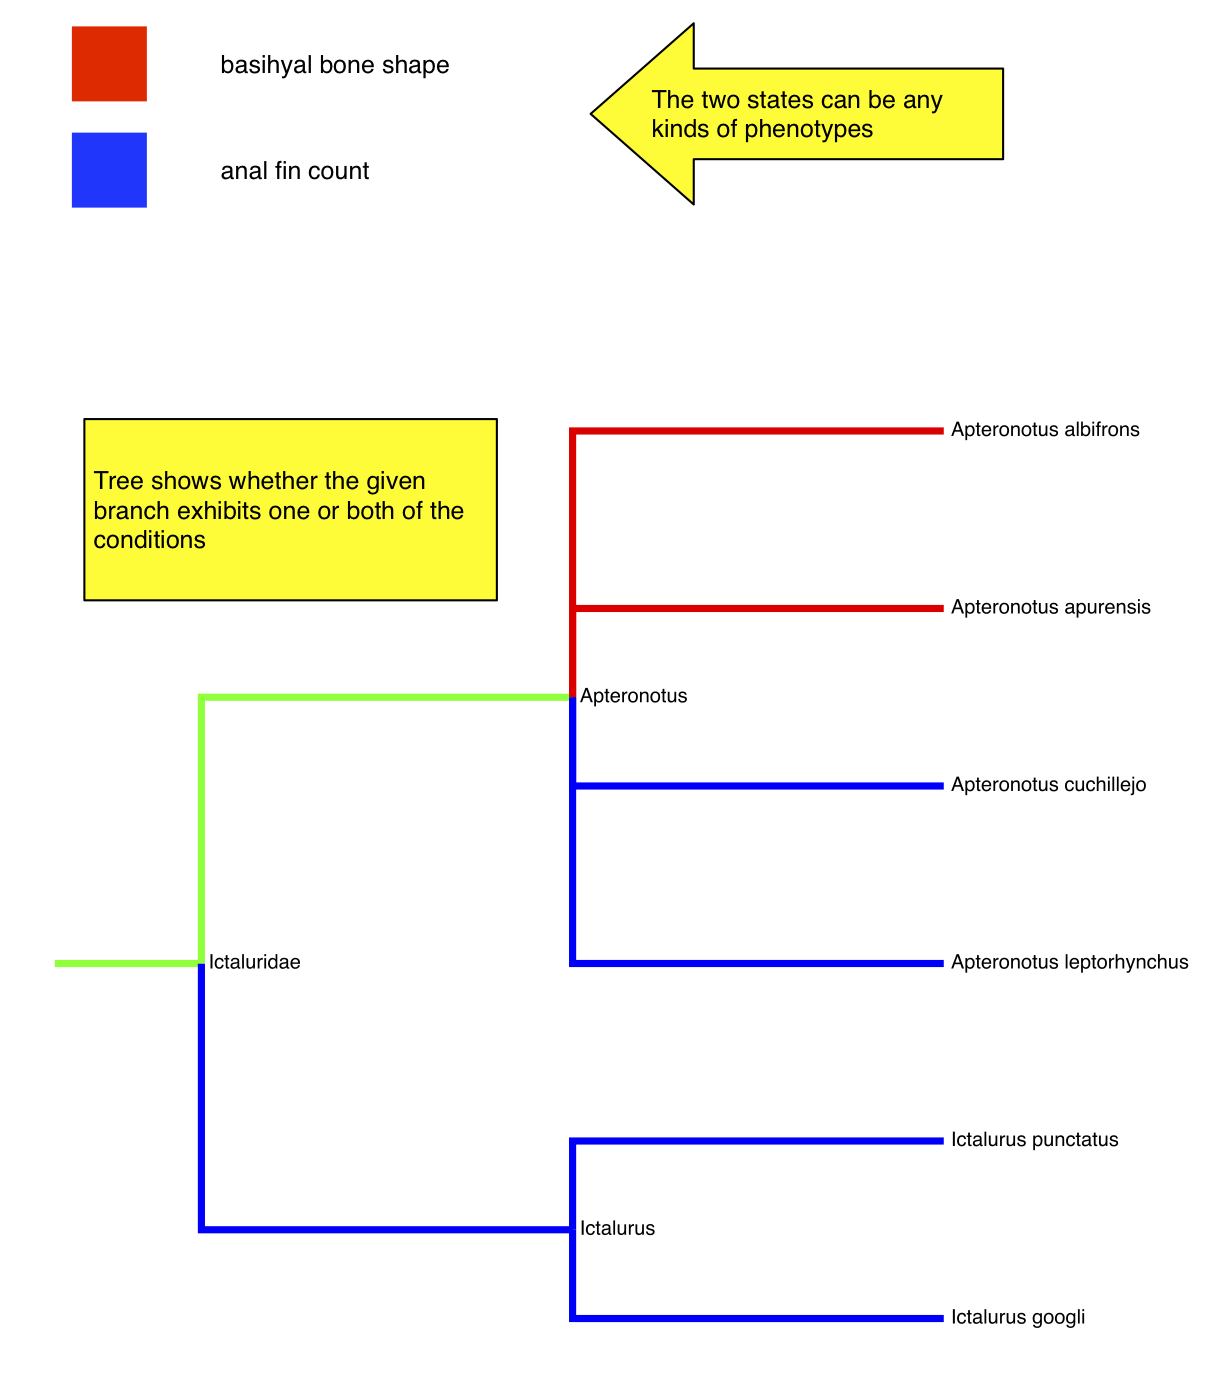 basihyal bone shape
The two states can be any
kinds of phenotypes
anal fin count
Tree shows whether the given
branch exhibits one or both of the
conditions
Apteronotus albifrons
Apteronotus apurensis
Apteronotus
Apteronotus cuchillejo
Ictaluridae
Apteronotus leptorhynchus
Ictalurus punctatus
Ictalurus
Ictalurus googli